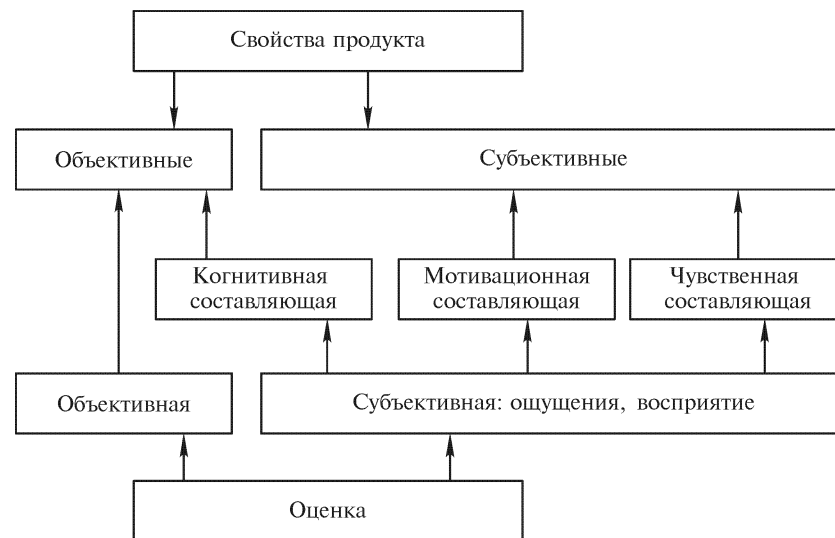 Свойства продукта
Объективные
Субъективные
Когнитивная
составляющая
Мотивационная
составляющая
Чувственная
составляющая
Объективная
Субъективная: ощущения, восприятие
Оценка